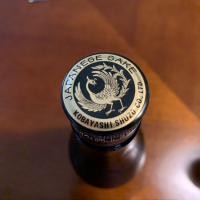 JAPANESE SAKE
KOBAYASHI SHUZO CO., LTD.